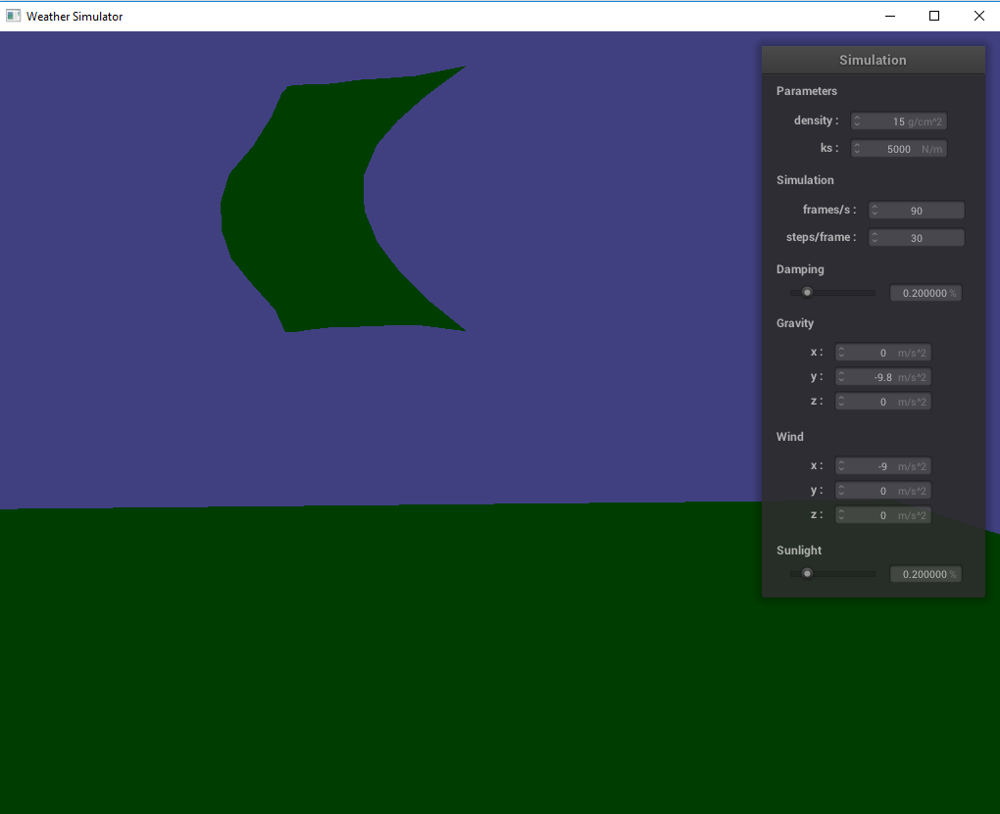 Weather Simulator
Simulation
Parameters
density : 15 g/cm^2
ks : 5000 N/m
Simulation
frames/s : 90
steps/frame : 30
Damping
0.200000 %
Gravity
x : 0 m/s^2
y : -9.8 m/s^2
z : 0 m/s^2
Wind
x : -9 m/s^2
y : 0 m/s^2
z : 0 m/s^2
Sunlight
0.200000 %